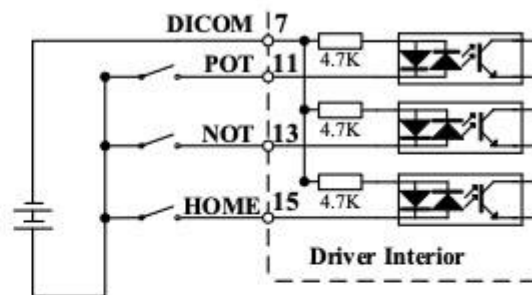 DICOM 7
4.7K
POT 11
NOT 13
4.7K
HOME 15
4.7K
Driver Interior